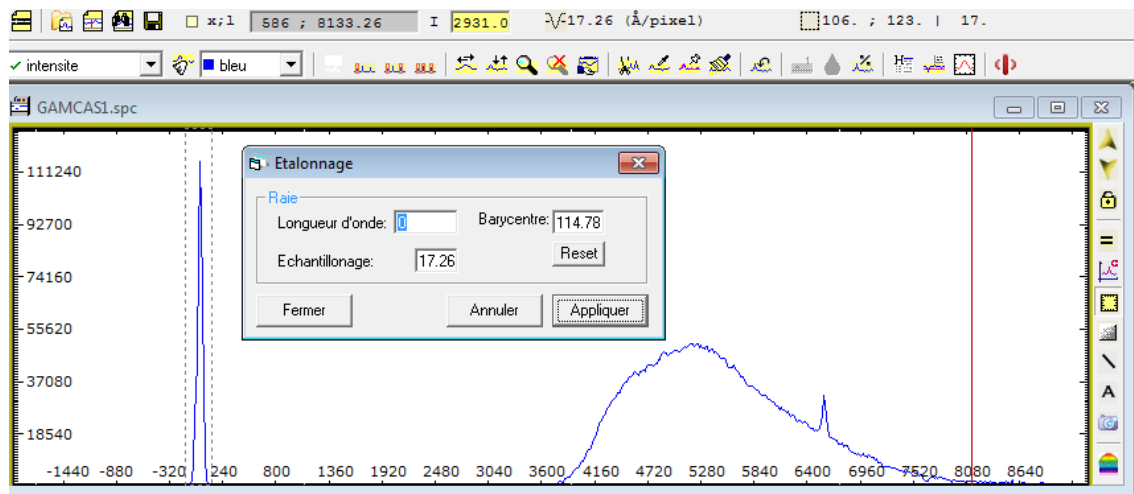 x;1 586 ; 8133.26 I 2931.0 17.26 (Å/pixel) 106. ; 123. | 17.
intensite bleu
GAMCAS1.spc
Etalonnage
Raie
Longueur d'onde: 0 Barycentre: 114.78
Echantillonage: 17.26 Reset
Fermer Annuler Appliquer
111240
92700
74160
55620
37080
18540
-1440 -880 -320 240 800 1360 1920 2480 3040 3600 4160 4720 5280 5840 6400 6960 7520 8080 8640
A